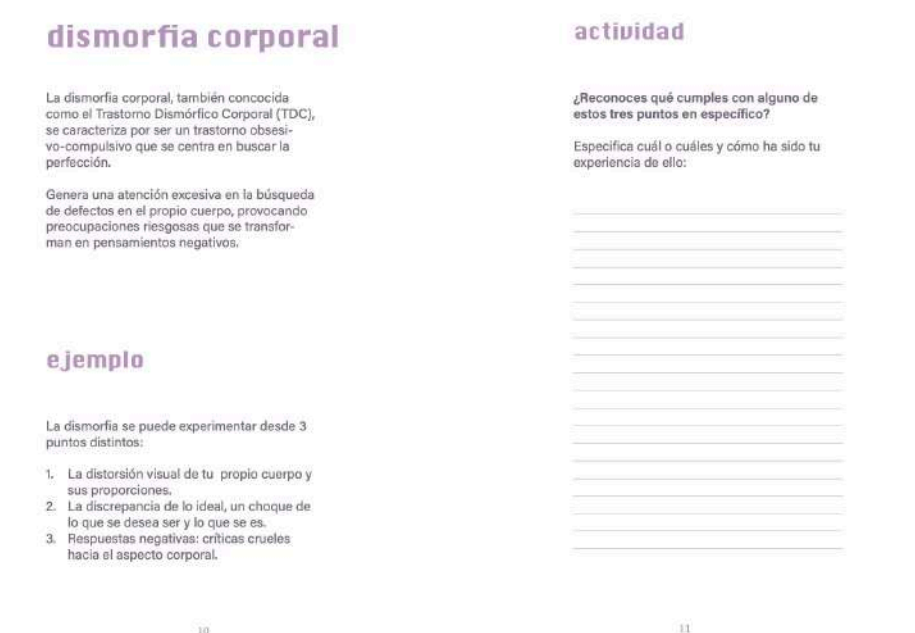 dismorfia corporal
La dismorfia corporal, también concocida
como el Trastorno Dismórfico Corporal (TDC),
se caracteriza por ser un trastorno obsesi-
vo-compulsivo que se centra en buscar la
perfección.
Genera una atención excesiva en la búsqueda
de defectos en el propio cuerpo, provocando
preocupaciones riesgosas que se transfor-
man en pensamientos negativos.
ejemplo
La dismorfia se puede experimentar desde 3
puntos distintos:
1. La distorsión visual de tu propio cuerpo y
sus proporciones.
2. La discrepancia de lo ideal, un choque de
lo que se desea ser y lo que se es.
3. Respuestas negativas: críticas crueles
hacia el aspecto corporal.
10
actividad
¿Reconoces qué cumples con alguno de
estos tres puntos en específico?
Especifica cuál o cuáles y cómo ha sido tu
experiencia de ello:
11